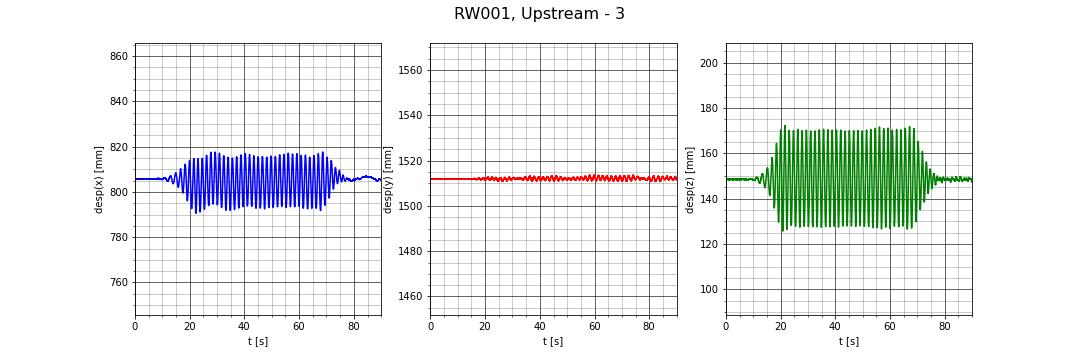 RW001, Upstream - 3
desp(x) [mm]
860
840
820
800
780
760
0 20 40 60 80
t [s]
desp(y) [mm]
1560
1540
1520
1500
1480
1460
0 20 40 60 80
t [s]
desp(z) [mm]
200
180
160
140
120
100
0 20 40 60 80
t [s]